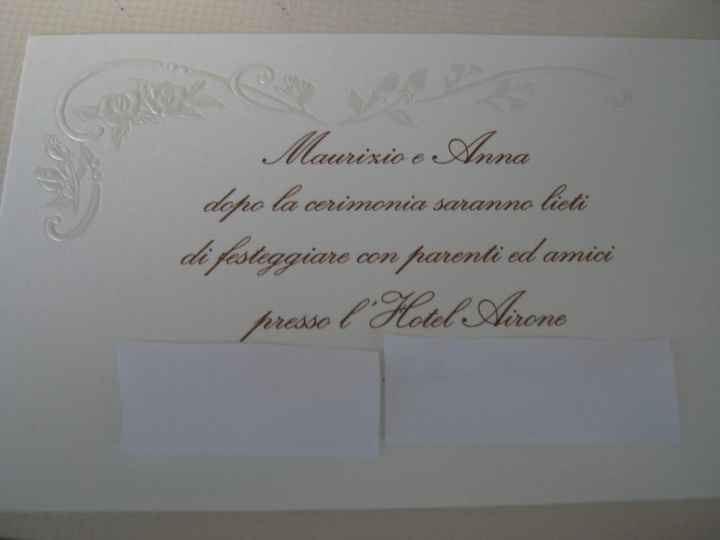 Maurizio e Anna
dopo la cerimonia saranno lieti
di festeggiare con parenti ed amici
presso l'Hotel Airone